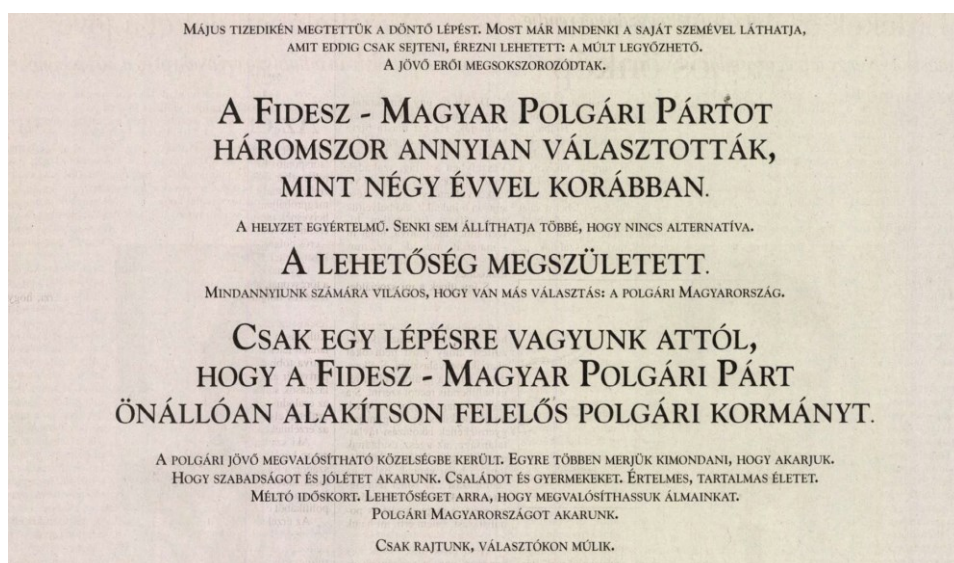 Május tizedikén megtettük a döntő lépést. Most már mindenki a saját szemével láthatja,
amit eddig csak sejteni, érezni lehetett: a múlt legyőzhető.
A jövő erői megsokszorozódtak.
A Fidesz - Magyar Polgári Pártot
háromszor annyian választották,
mint négy évvel korábban.
A helyzet egyértelmű. Senki sem állíthatja többé, hogy nincs alternatíva.
A lehetőség megszületett.
Mindannyiunk számára világos, hogy van más választás: a polgári Magyarország.
Csak egy lépésre vagyunk attól,
hogy a Fidesz - Magyar Polgári Párt
önállóan alakítson felelős polgári kormányt.
A polgári jövő megvalósítható közelségbe került. Egyre többen merjük kimondani, hogy akarjuk.
Hogy szabadságot és jólétet akarunk. Családot és gyermekeket. Értelmes, tartalmas életet.
Méltó időskort. Lehetőséget arra, hogy megvalósíthassuk álmainkat.
Polgári Magyarországot akarunk.
Csak rajtunk, választókon múlik.